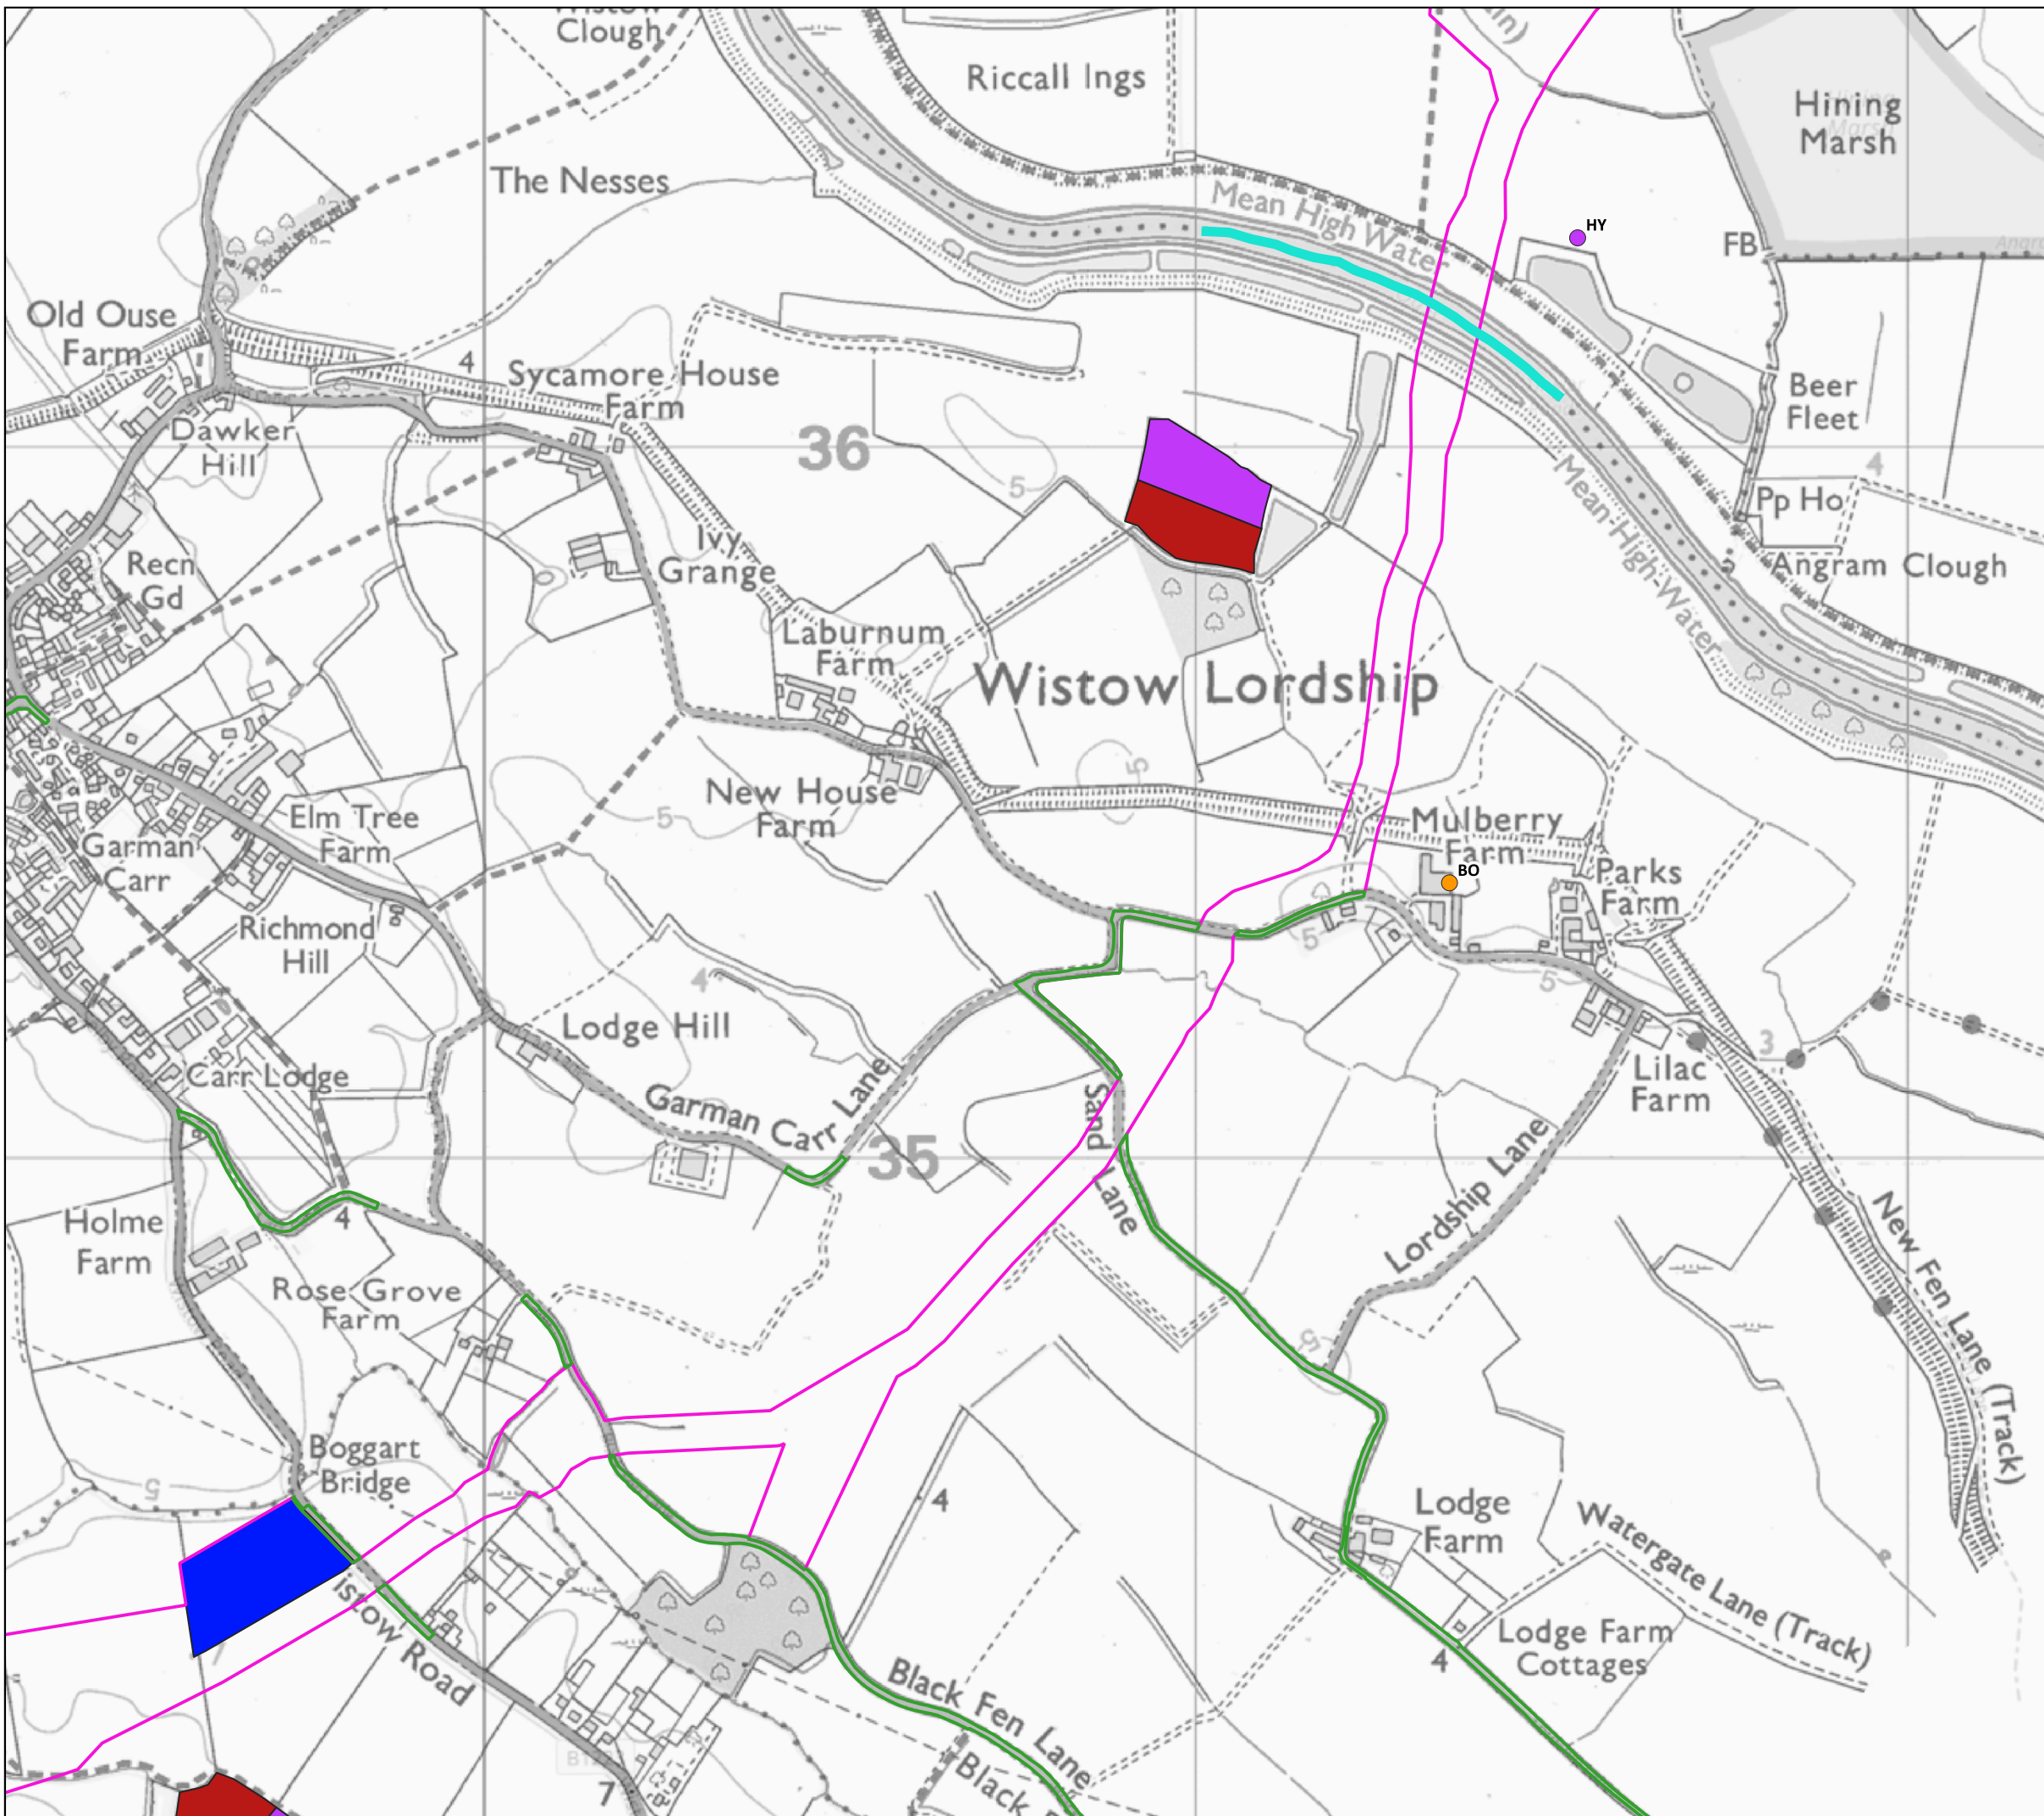 Wistow
Clough
Riccall Ings
Hining
Marsh
The Nesses
Mean High Water
HY
FB
Old Ouse
Farm
4
Sycamore House
Farm
Beer
Fleet
Dawker
Hill
36
5
4
Pp Ho
Mean High Water
Angram Clough
Recn
Gd
Ivy
Grange
Laburnum
Farm
Wistow Lordship
5
New House
Farm
5
Elm Tree
Farm
Mulberry
Farm
BO
Parks
Farm
Garman
Carr
Richmond
Hill
5
5
4
Lodge Hill
3
Carr Lodge
Lilac
Farm
Garman Carr Lane
Sand Lane
35
Lordship Lane
New Fen Lane (Track)
Holme
Farm
4
Rose Grove
Farm
5
Boggart
Bridge
5
4
Lodge
Farm
Watergate Lane (Track)
istow Road
Lodge Farm
Cottages
4
Black Fen Lane
Black
7